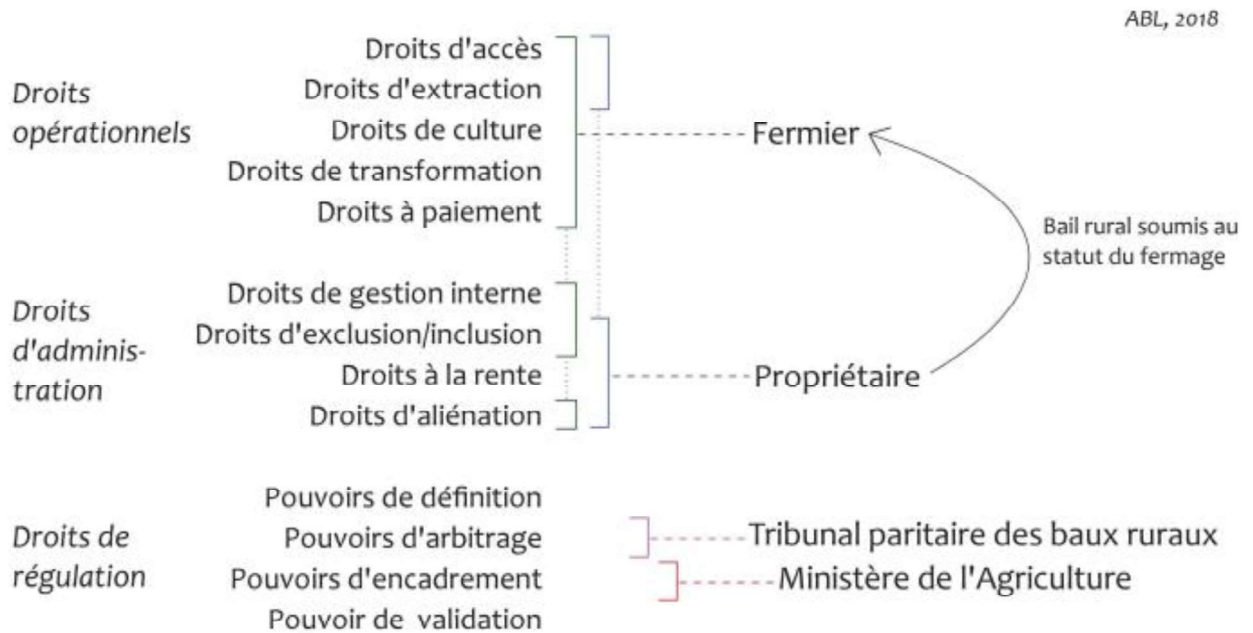 ABL, 2018
Droits
opérationnels
Droits d'accès
Droits d'extraction
Droits de culture
Droits de transformation
Droits à paiement
Fermier
Bail rural soumis au
statut du fermage
Droits
d'adminis-
tration
Droits de gestion interne
Droits d'exclusion/inclusion
Droits à la rente
Droits d'aliénation
Propriétaire
Droits de
régulation
Pouvoirs de définition
Pouvoirs d'arbitrage
Pouvoirs d'encadrement
Pouvoir de validation
Tribunal paritaire des baux ruraux
Ministère de l'Agriculture